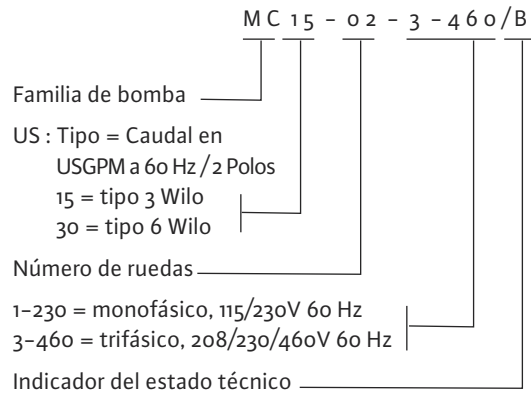 MC15-02-3-460/B
Familia de bomba
US : Tipo = Caudal en
USGPM a 60 Hz /2 Polos
15 = tipo 3 Wilo
30 = tipo 6 Wilo
Número de ruedas
1-230 = monofásico, 115/230V 60 Hz
3-460 = trifásico, 208/230/460V 60 Hz
Indicador del estado técnico